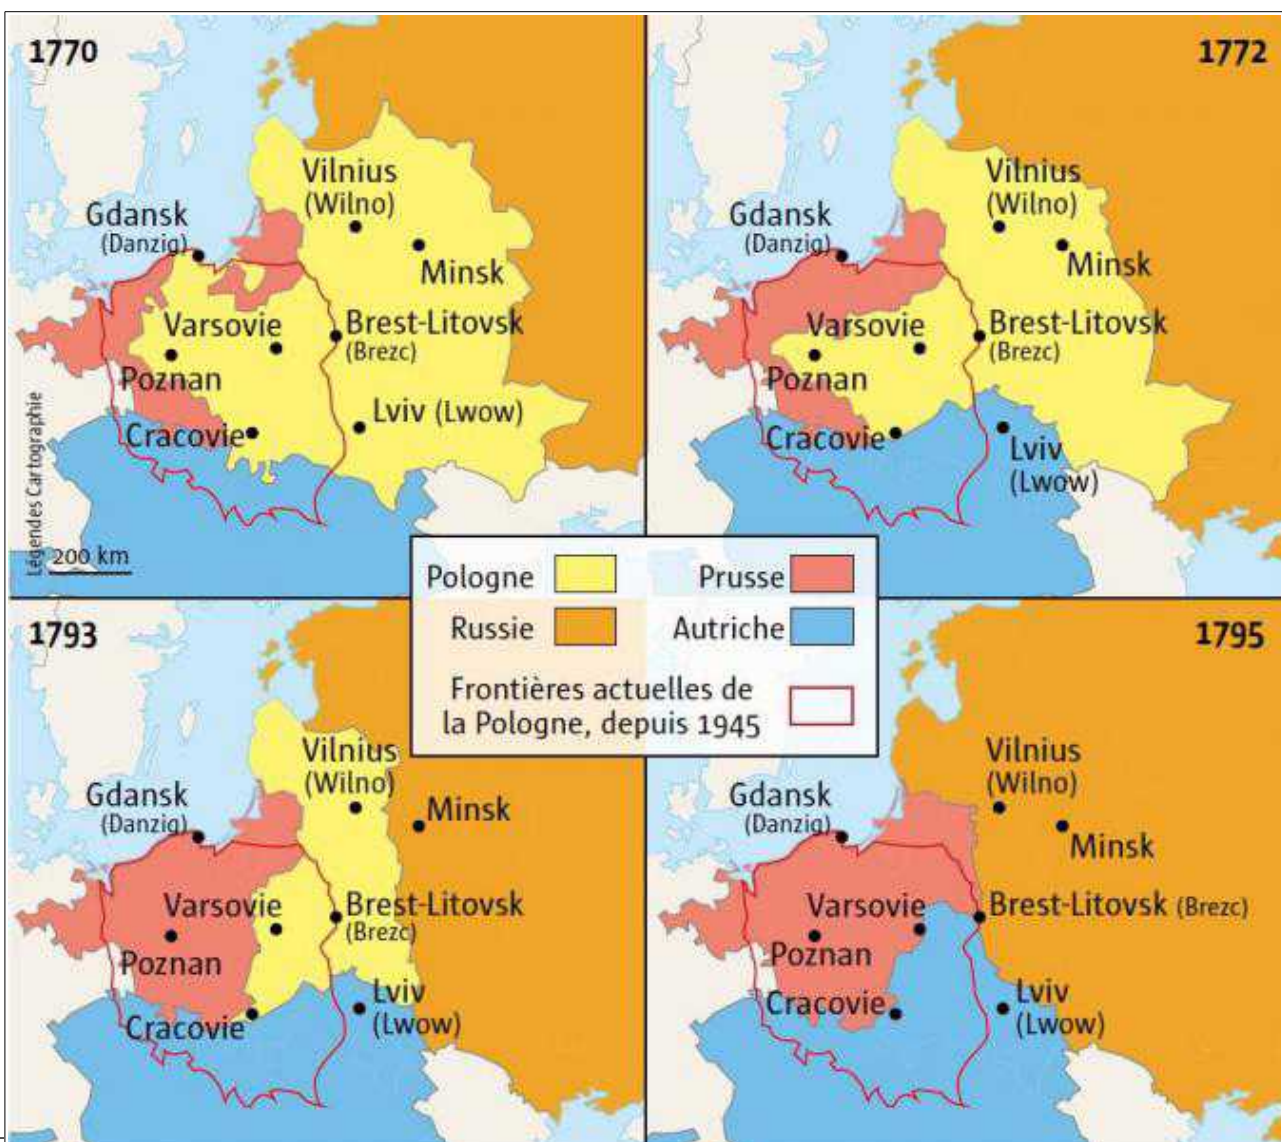 1770
Vilnius
(Wilno)
Gdansk
(Danzig)
Minsk
Varsovie
Brest-Litovsk
(Brezc)
Poznan
Lviv (Lwow)
Cracovie
Légendes Cartographie
200 km
1772
Vilnius
(Wilno)
Gdansk
(Danzig)
Minsk
Varsovie
Brest-Litovsk
(Brezc)
Poznan
Cracovie
Lviv
(Lwow)
Pologne
Prusse
Russie
Autriche
Frontières actuelles de
la Pologne, depuis 1945
1793
Vilnius
(Wilno)
Gdansk
(Danzig)
Minsk
Varsovie
Brest-Litovsk
(Brezc)
Poznan
Lviv
(Lwow)
Cracovie
1795
Vilnius
(Wilno)
Gdansk
(Danzig)
Minsk
Varsovie
Brest-Litovsk (Brezc)
Poznan
Cracovie
Lviv
(Lwow)